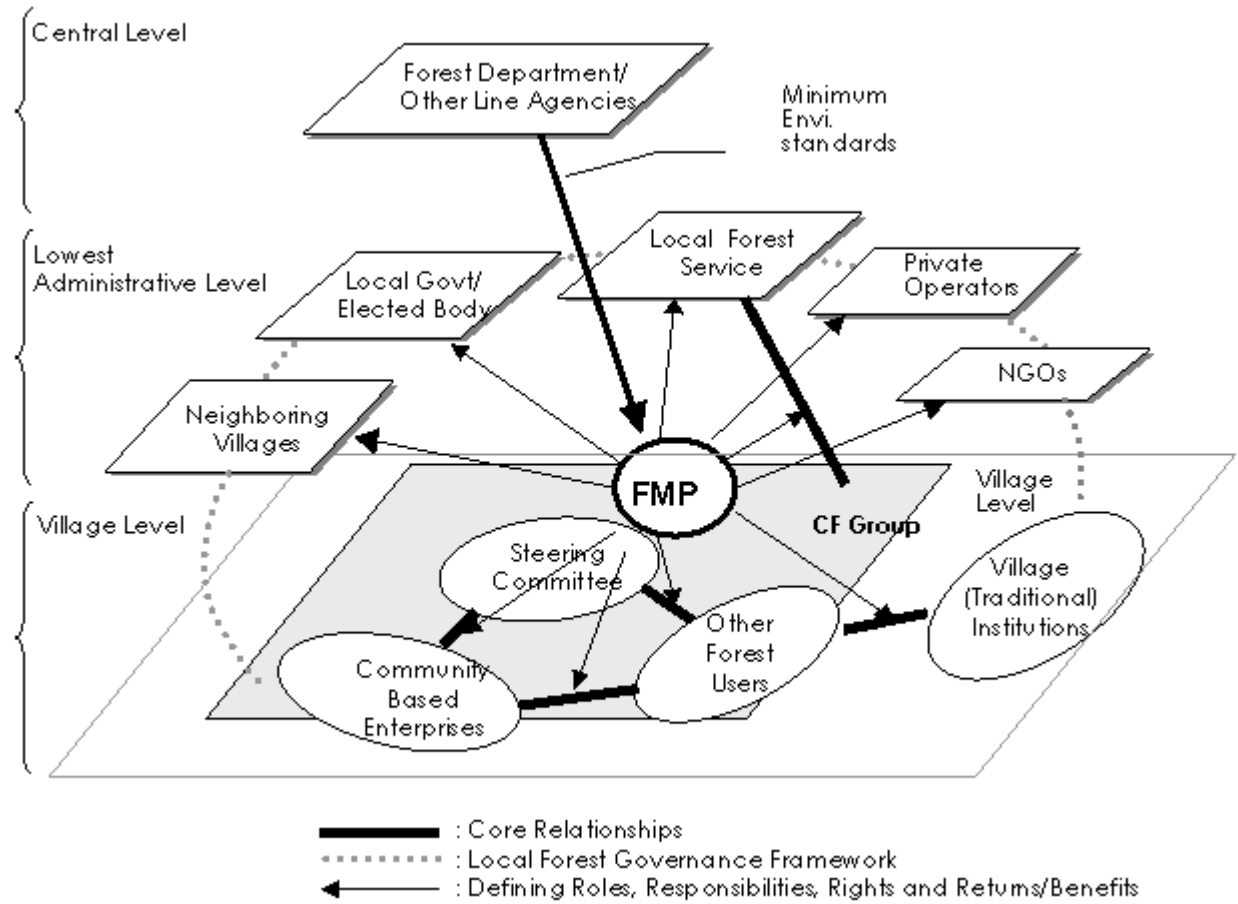 Central Level
Forest Department/
Other Line Agencies
Minimum
Envi.
standards
Lowest
Administrative Level
Local Govt/
Elected Body
Local Forest
Service
Private
Operators
NGOs
Neighboring
Villages
Village Level
FMP
CF Group
Village
Level
Steering
Committee
Community
Based
Enterprises
Other
Forest
Users
Village
(Traditional)
Institutions
: Core Relationships
: Local Forest Governance Framework
: Defining Roles, Responsibilities, Rights and Returns/Benefits